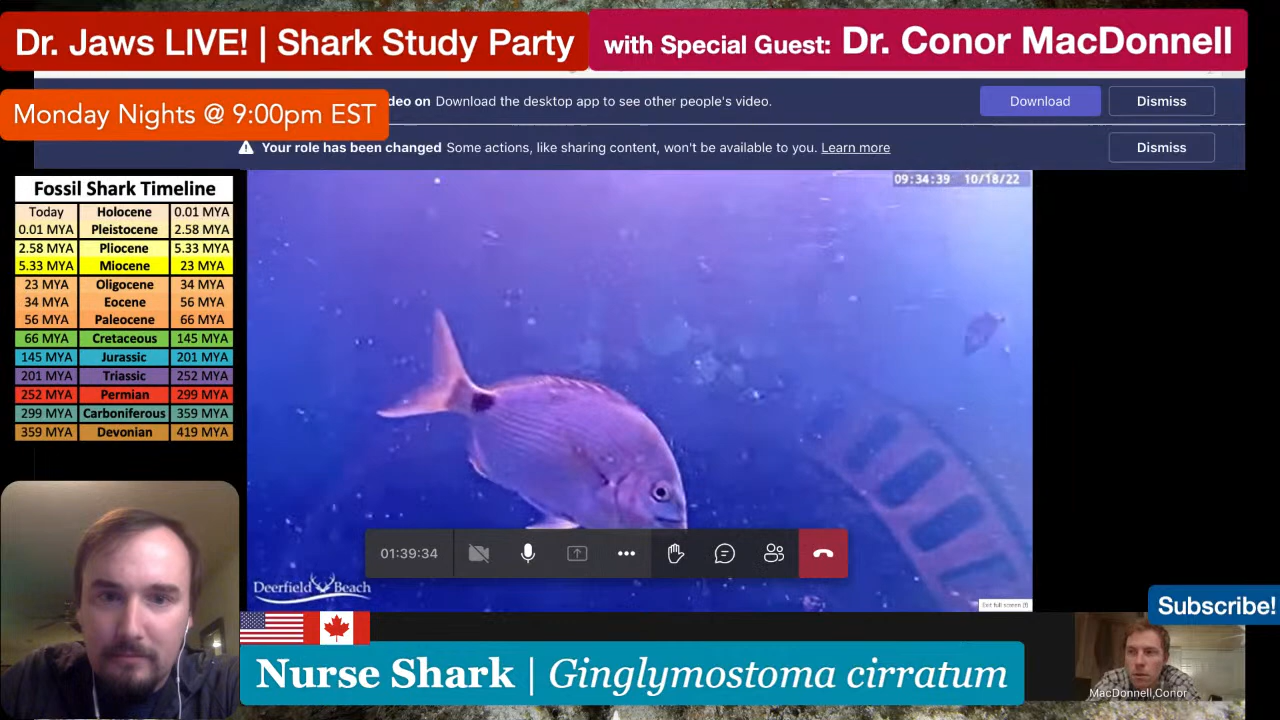 Dr. Jaws LIVE! | Shark Study Party
with Special Guest: Dr. Conor MacDonnell
Monday Nights @ 9:00pm EST
deo on Download the desktop app to see other people's video.
Download
Dismiss
Your role has been changed Some actions, like sharing content, won't be available to you. Learn more
Dismiss
Fossil Shark Timeline
Today Holocene 0.01 MYA
0.01 MYA Pleistocene 2.58 MYA
2.58 MYA Pliocene 5.33 MYA
5.33 MYA Miocene 23 MYA
23 MYA Oligocene 34 MYA
34 MYA Eocene 56 MYA
56 MYA Paleocene 66 MYA
66 MYA Cretaceous 145 MYA
145 MYA Jurassic 201 MYA
201 MYA Triassic 252 MYA
252 MYA Permian 299 MYA
299 MYA Carboniferous 359 MYA
359 MYA Devonian 419 MYA
09:34:39 10/18/22
01:39:34
Deerfield Beach
Exit full screen (f)
Subscribe!
Nurse Shark | Ginglymostoma cirratum
MacDonnell,Conor